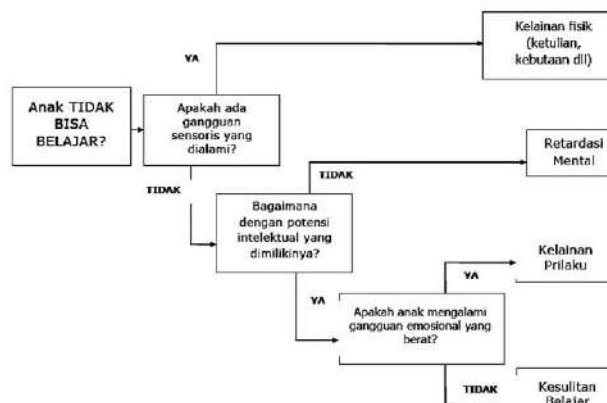 Kelainan fisik
(ketulian,
kebutaan dll)
YA
Anak TIDAK
BISA
BELAJAR?
Apakah ada
gangguan
sensoris yang
dialami?
TIDAK
TIDAK
Retardasi
Mental
Bagaimana
dengan potensi
intelektual yang
dimilikinya?
Kelainan
Prilaku
YA
YA
Apakah anak mengalami
gangguan emosional yang
berat?
TIDAK
Kesulitan
Belajar